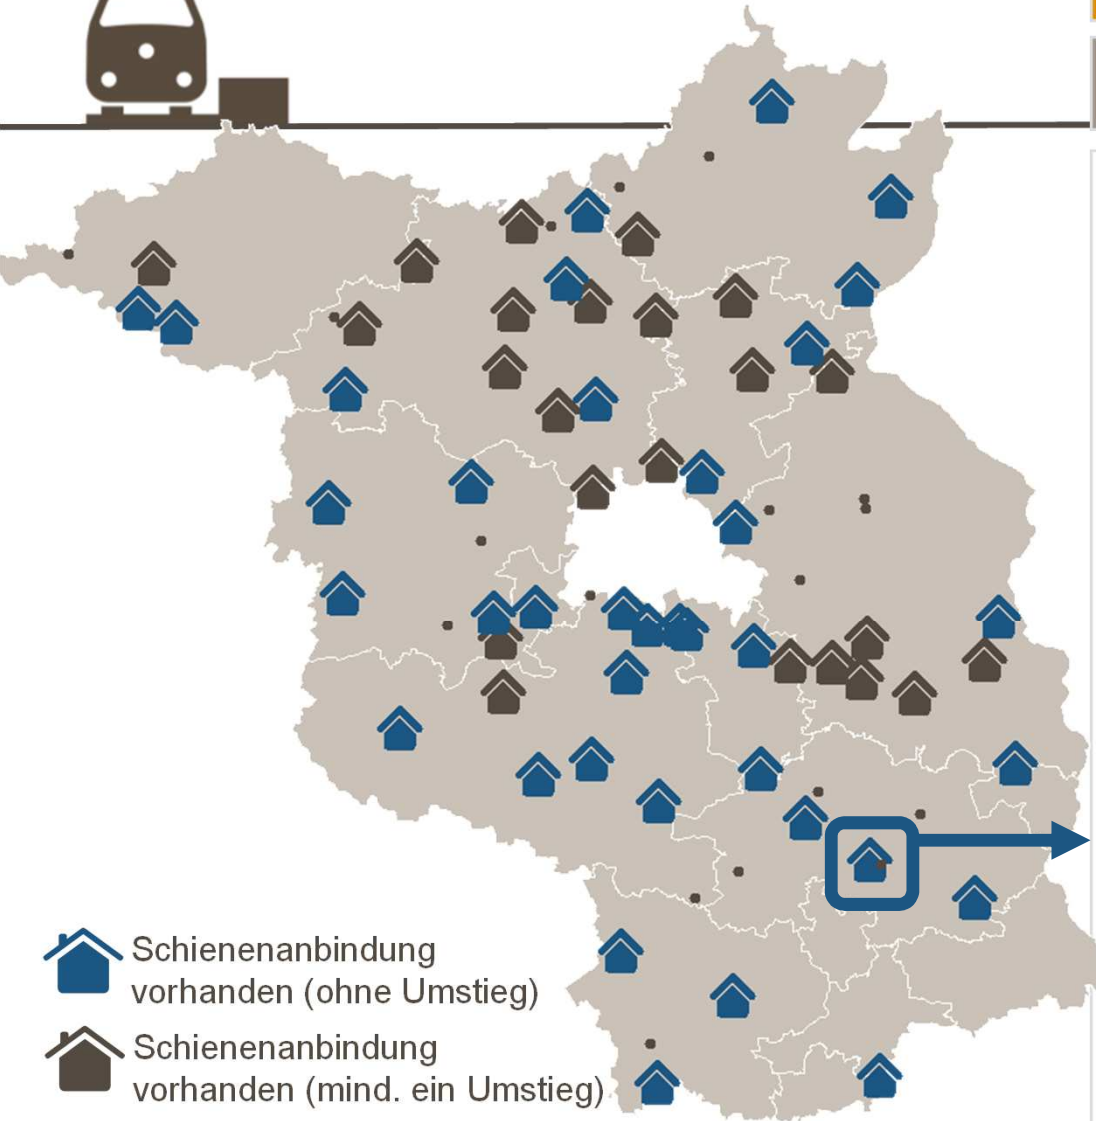 Schienenanbindung
vorhanden (ohne Umstieg)
Schienenanbindung
vorhanden (mind. ein Umstieg)